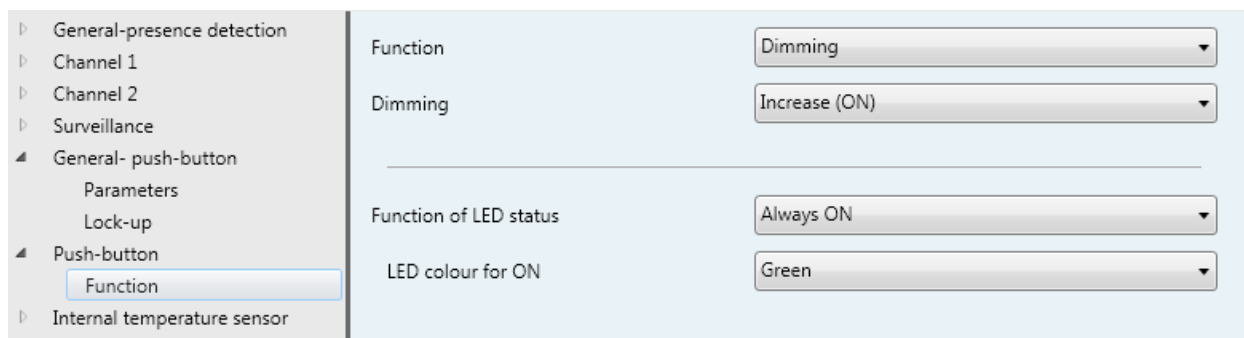 General-presence detection
Channel 1
Channel 2
Surveillance
General- push-button
Parameters
Lock-up
Push-button
Function
Internal temperature sensor
Function Dimming
Dimming Increase (ON)
Function of LED status Always ON
LED colour for ON Green